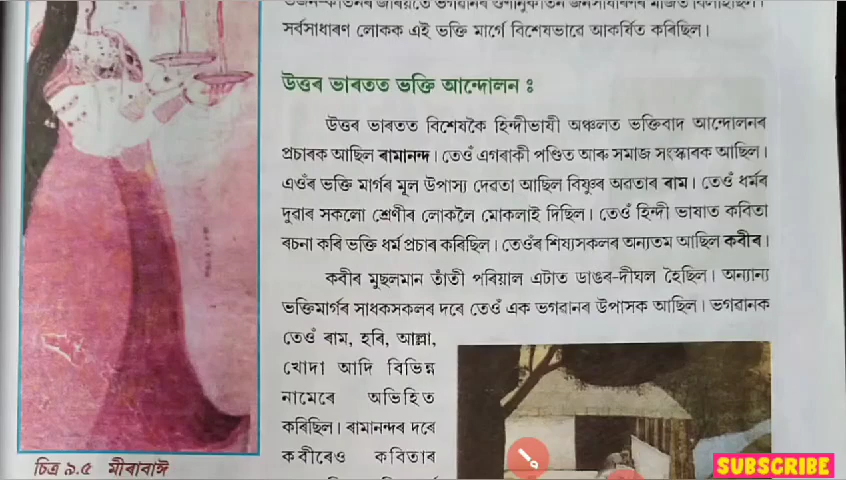 সৰ্বসাধাৰণ লোকক এই ভক্তি মাৰ্গে বিশেষভাবে আকৰ্ষিত কৰিছিল।
উত্তৰ ভাৰতত ভক্তি আন্দোলন ঃ
উত্তৰ ভাৰতত বিশেষকৈ হিন্দীভাষী অঞ্চলত ভক্তিবাদ আন্দোলনৰ
প্ৰচাৰক আছিল ৰামানন্দ। তেওঁ এগৰাকী পণ্ডিত আৰু সমাজ সংস্কাৰক আছিল।
এওঁৰ ভক্তি মাৰ্গৰ মূল উপাস্য দেৱতা আছিল বিষ্ণুৰ অৱতাৰ ৰাম। তেওঁ ধৰ্মৰ
দুৱাৰ সকলো শ্ৰেণীৰ লোকলৈ মোকলাই দিছিল। তেওঁ হিন্দী ভাষাত কবিতা
ৰচনা কৰি ভক্তি ধৰ্ম প্ৰচাৰ কৰিছিল। তেওঁৰ শিষ্যসকলৰ অন্যতম আছিল কবীৰ।
কবীৰ মুছলমান তাঁতী পৰিয়াল এটাত ডাঙৰ-দীঘল হৈছিল। অন্যান্য
ভক্তিমাৰ্গৰ সাধকসকলৰ দৰে তেওঁ এক ভগৱানৰ উপাসক আছিল। ভগৱানক
তেওঁ ৰাম, হৰি, আল্লা,
খোদা আদি বিভিন্ন
নামেৰে অভিহিত
কৰিছিল। ৰামানন্দৰ দৰে
কবীৰেও কবিতাৰ
চিত্ৰ ৯.৫ মীৰাবাঈ
SUBSCRIBE